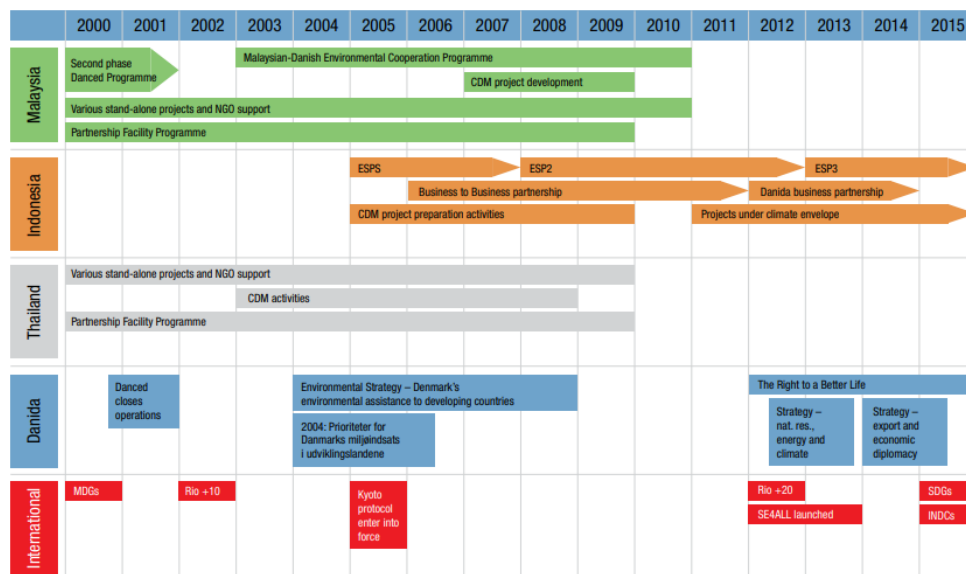 2000 2001 2002 2003 2004 2005 2006 2007 2008 2009 2010 2011 2012 2013 2014 2015
Malaysia
Second phase
Danced Programme
Malaysian-Danish Environmental Cooperation Programme
CDM project development
Various stand-alone projects and NGO support
Partnership Facility Programme
Indonesia
ESPS
ESP2
ESP3
Business to Business partnership
Danida business partnership
CDM project preparation activities
Projects under climate envelope
Thailand
Various stand-alone projects and NGO support
CDM activities
Partnership Facility Programme
Danida
Danced
closes
operations
Environmental Strategy – Denmark's
environmental assistance to developing countries
2004: Prioriteter for
Danmarks miljøindsats
i udviklingslandene
The Right to a Better Life
Strategy –
nat. res.,
energy and
climate
Strategy –
export and
economic
diplomacy
International
MDGs
Rio +10
Kyoto
protocol
enter into
force
Rio +20
SE4ALL launched
SDGs
INDCs